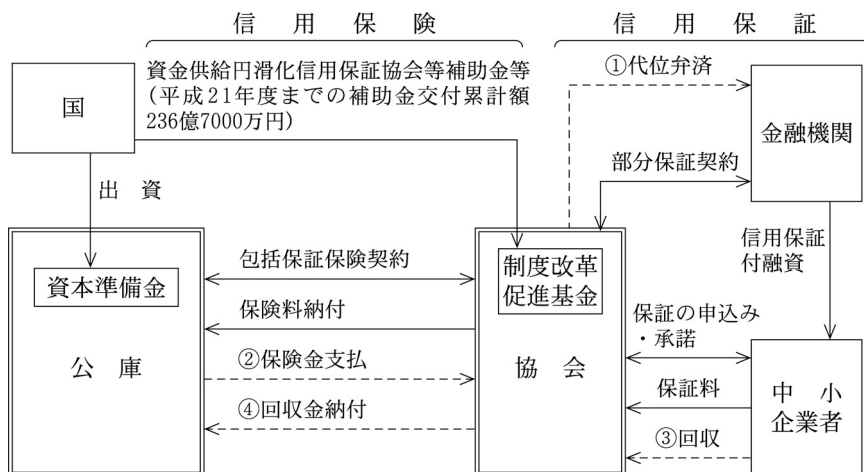 信用保険
信用保証
国
資金供給円滑化信用保証協会等補助金等
(平成21年度までの補助金交付累計額
236億7000万円)
①代位弁済
金融機関
部分保証契約
出資
信用保証
付融資
資本準備金
包括保証保険契約
制度改革
促進基金
保険料納付
保証の申込み
・承諾
公庫
②保険金支払
協会
保証料
中小
企業者
④回収金納付
③回収